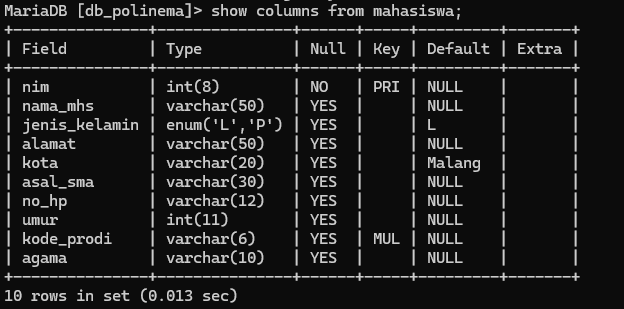 MariaDB [db_polinema]> show columns from mahasiswa;
+---------------+---------------+------+-----+---------+-------+
| Field         | Type          | Null | Key | Default | Extra |
+---------------+---------------+------+-----+---------+-------+
| nim           | int(8)        | NO   | PRI | NULL    |       |
| nama_mhs      | varchar(50)   | YES  |     | NULL    |       |
| jenis_kelamin | enum('L','P') | YES  |     | L       |       |
| alamat        | varchar(50)   | YES  |     | NULL    |       |
| kota          | varchar(20)   | YES  |     | Malang  |       |
| asal_sma      | varchar(30)   | YES  |     | NULL    |       |
| no_hp         | varchar(12)   | YES  |     | NULL    |       |
| umur          | int(11)       | YES  |     | NULL    |       |
| kode_prodi    | varchar(6)    | YES  | MUL | NULL    |       |
| agama         | varchar(10)   | YES  |     | NULL    |       |
+---------------+---------------+------+-----+---------+-------+
10 rows in set (0.013 sec)